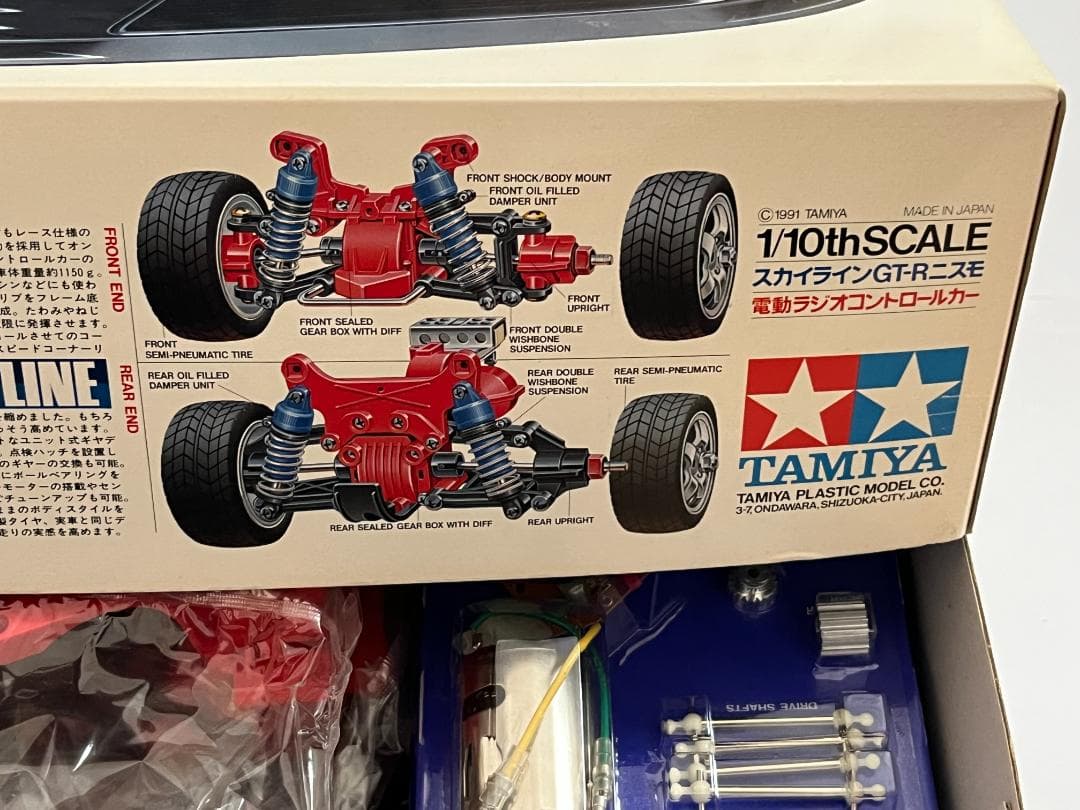 もレース仕様の
を採用してオン
ントロールカーの
車体重量約1150g。
シンなどにも使わ
リブをフレーム底
成。たわみやねじ
限に発揮させます。
ールさせてのコー
スピードコーナーリ
FRONT END
FRONT SHOCK/BODY MOUNT
FRONT OIL FILLED
DAMPER UNIT
FRONT
UPRIGHT
FRONT SEALED
GEAR BOX WITH DIFF
FRONT DOUBLE
WISHBONE
SUSPENSION
FRONT
SEMI-PNEUMATIC TIRE
LINE
を縮めました。もちろ
っそう高めています。
トなユニット式ギヤデ
。点検ハッチを設置し
のギヤーの交換も可能。
にボールベアリングを
モーターの搭載やセン
チューンアップも可能。
まのボディスタイルを
製タイヤ、実車と同じデ
走りの実感を高めます。
REAR END
REAR OIL FILLED
DAMPER UNIT
REAR DOUBLE
WISHBONE
SUSPENSION
REAR SEMI-PNEUMATIC
TIRE
REAR SEALED GEAR BOX WITH DIFF
REAR UPRIGHT
©1991 TAMIYA
MADE IN JAPAN
1/10thSCALE
スカイラインGT-Rニスモ
電動ラジオコントロールカー
TAMIYA
TAMIYA PLASTIC MODEL CO.
3-7, ONDAWARA, SHIZUOKA-CITY, JAPAN.
DRIVE SHAFTS